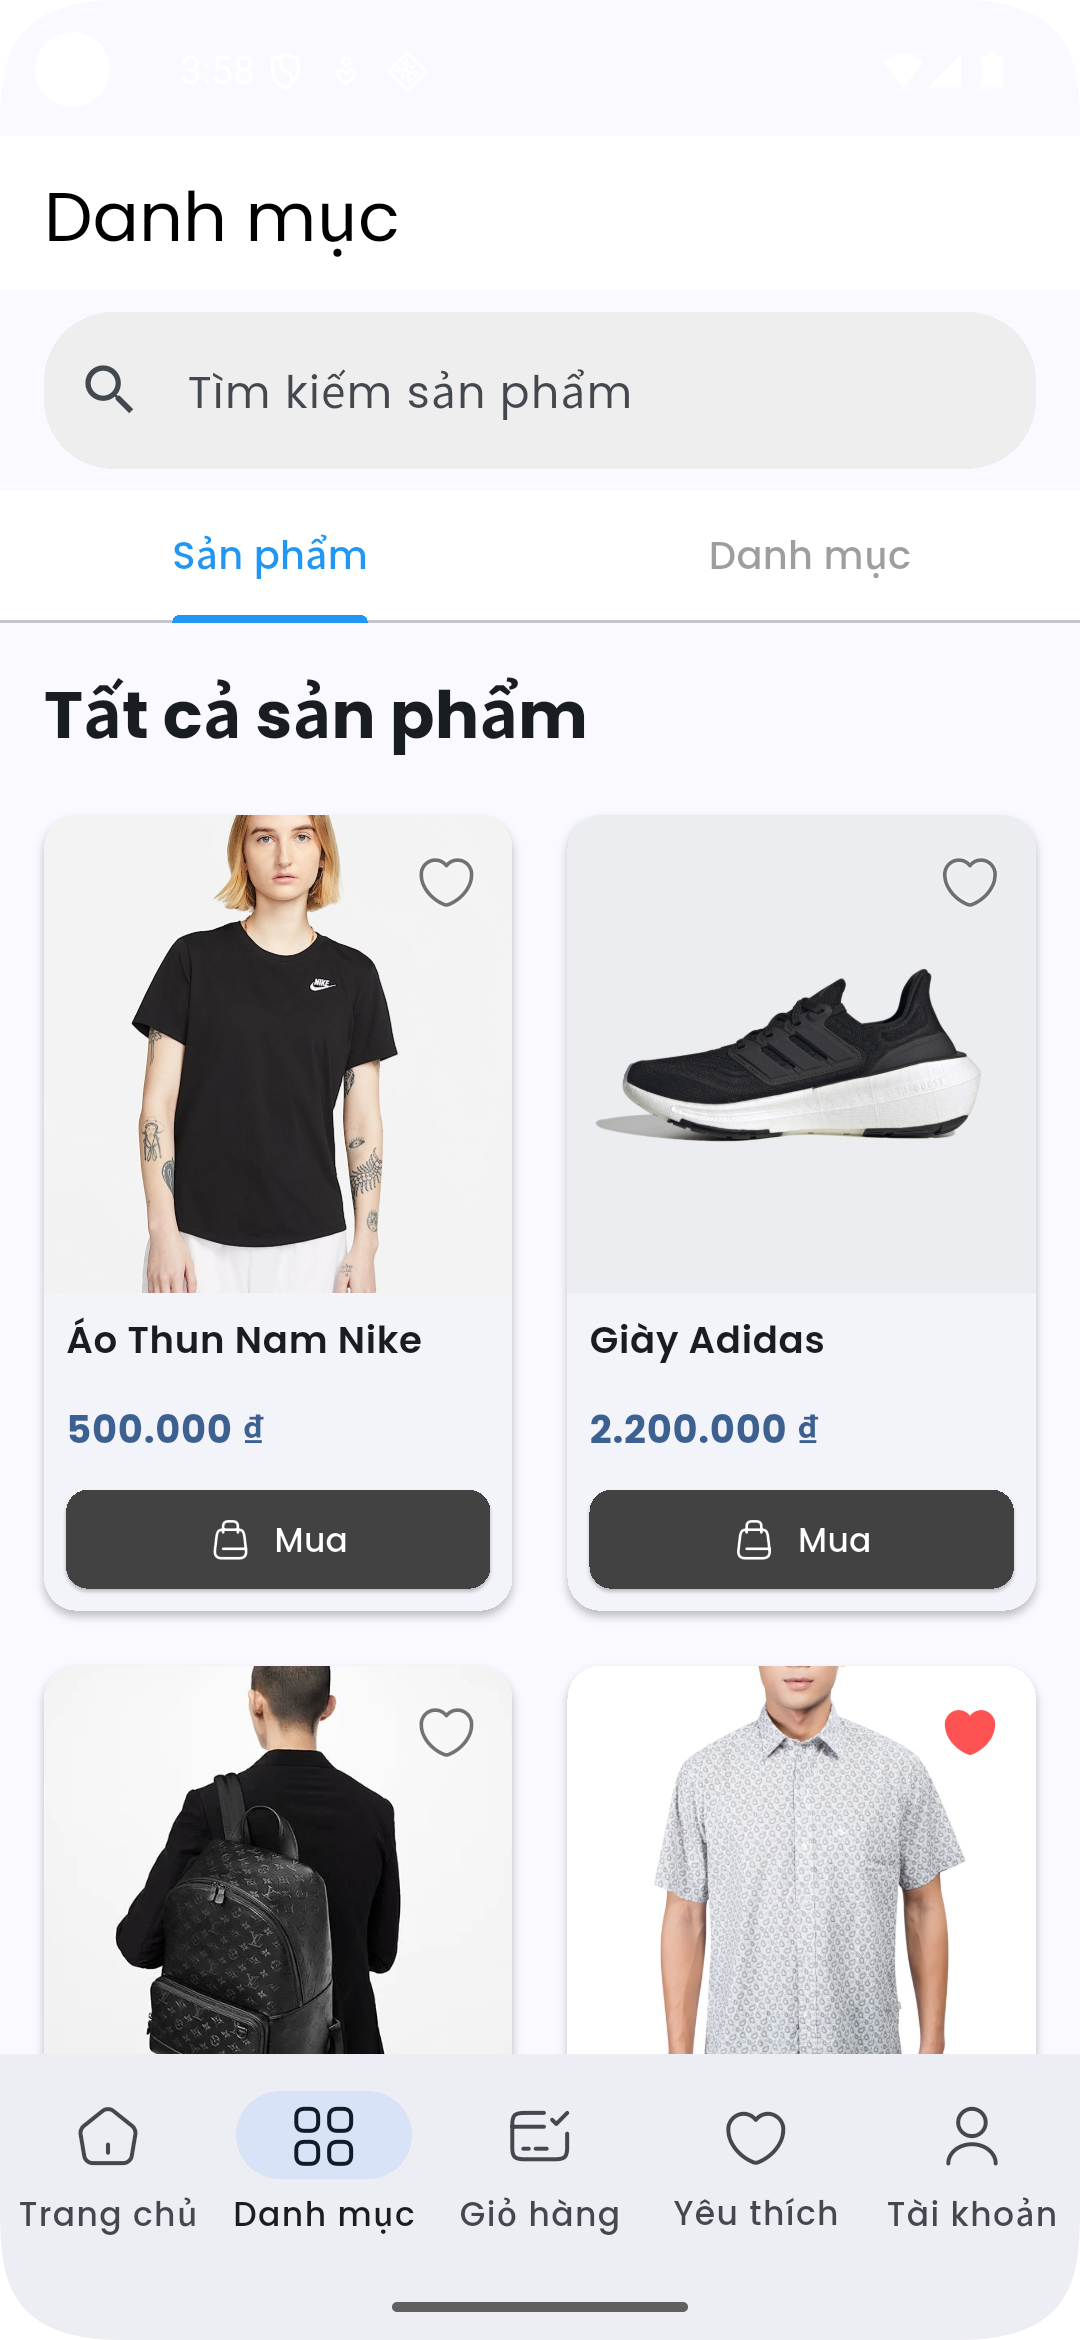 3:58
Danh mục
Tìm kiếm sản phẩm
Sản phẩm
Danh mục
Tất cả sản phẩm
NIKE
Áo Thun Nam Nike
500.000 ₫
Mua
Giày Adidas
2.200.000 ₫
Mua
Trang chủ
Danh mục
Giỏ hàng
Yêu thích
Tài khoản